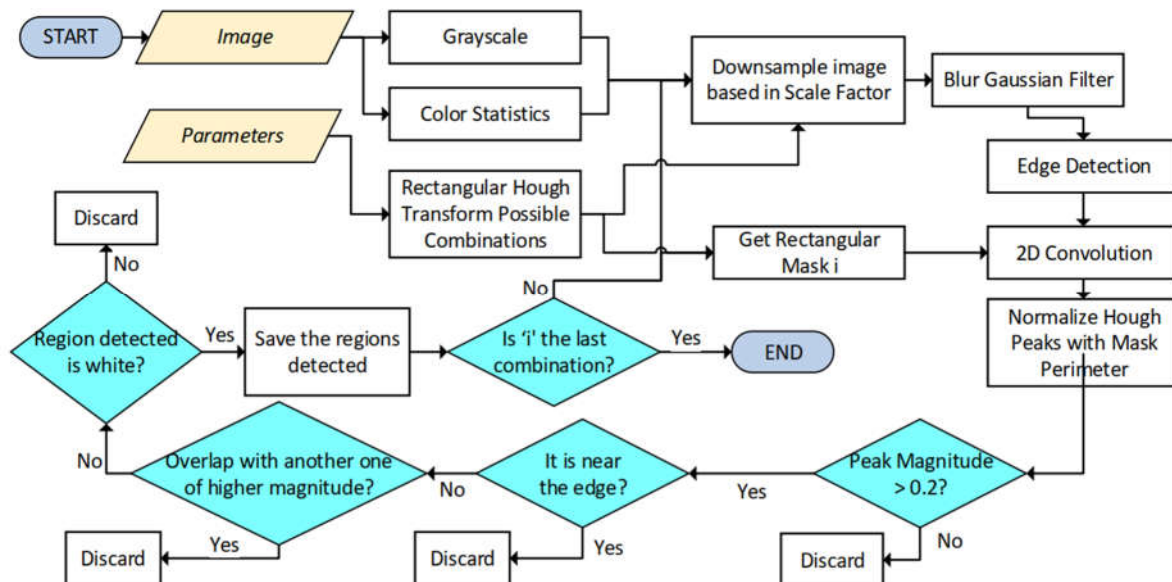 START
Image
Grayscale
Color Statistics
Parameters
Rectangular Hough
Transform Possible
Combinations
Downsample image
based in Scale Factor
Blur Gaussian Filter
Edge Detection
Get Rectangular
Mask i
2D Convolution
Normalize Hough
Peaks with Mask
Perimeter
Discard
No
Region detected
is white?
Yes
Save the regions
detected
No
Is ‘i' the last
combination?
Yes
END
No
Overlap with another one
of higher magnitude?
No
It is near
the edge?
Yes
Peak Magnitude
> 0.2?
Discard
Yes
Discard
Yes
Discard
No